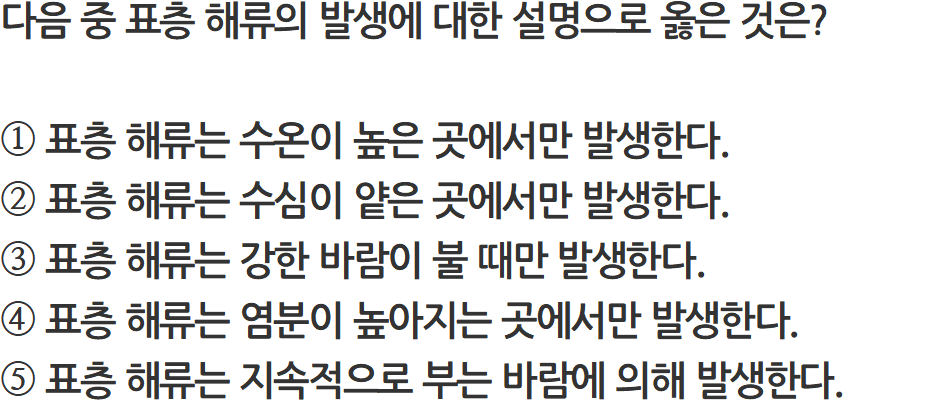 다음 중 표층 해류의 발생에 대한 설명으로 옳은 것은?
① 표층 해류는 수온이 높은 곳에서만 발생한다.
② 표층 해류는 수심이 얕은 곳에서만 발생한다.
③ 표층 해류는 강한 바람이 불 때만 발생한다.
④ 표층 해류는 염분이 높아지는 곳에서만 발생한다.
⑤ 표층 해류는 지속적으로 부는 바람에 의해 발생한다.